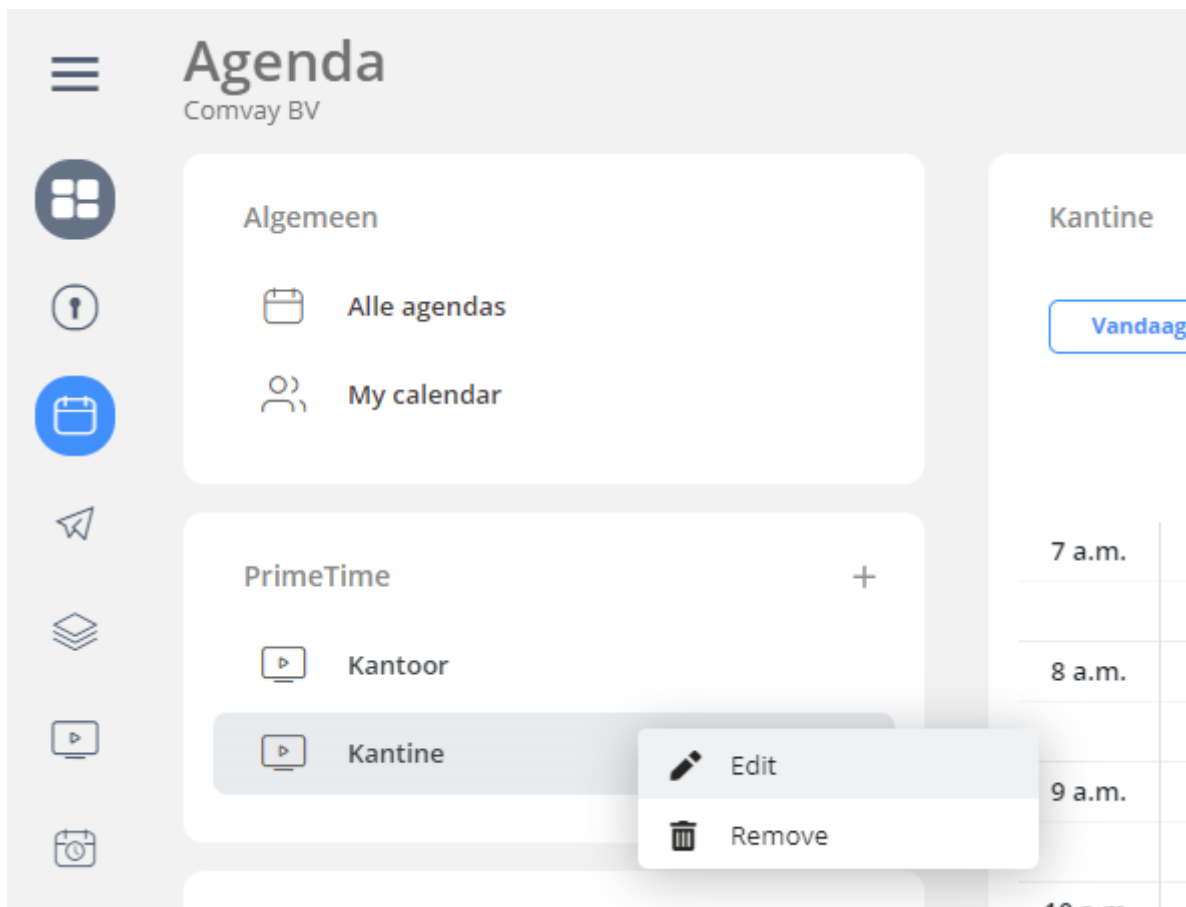 Agenda
Comvay BV
Algemeen
Alle agendas
My calendar
PrimeTime
Kantoor
Kantine
Edit
Remove
Kantine
Vandaag
7 a.m.
8 a.m.
9 a.m.